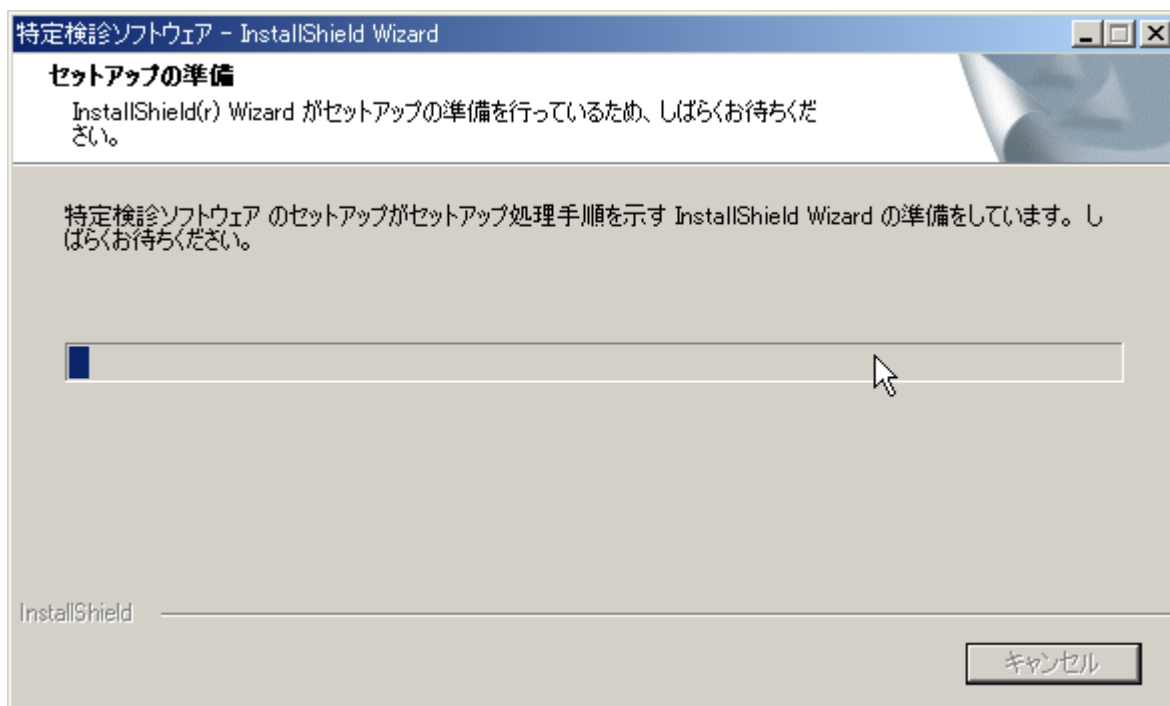 特定検診ソフトウェア - InstallShield Wizard
セットアップの準備
InstallShield(r) Wizard がセットアップの準備を行っているため、しばらくお待ちくだ
さい。
特定検診ソフトウェア のセットアップがセットアップ処理手順を示す InstallShield Wizard の準備をしています。し
ばらくお待ちください。
InstallShield
キャンセル